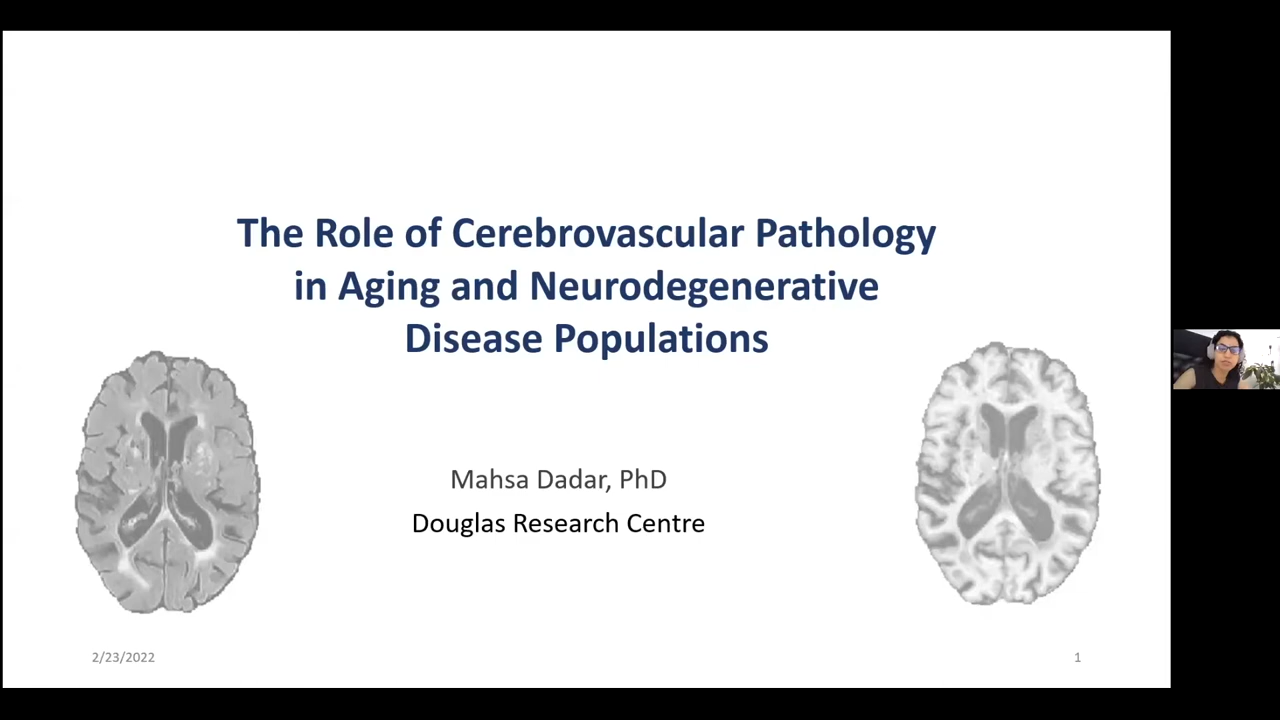 The Role of Cerebrovascular Pathology
in Aging and Neurodegenerative
Disease Populations
Mahsa Dadar, PhD
Douglas Research Centre
2/23/2022
1